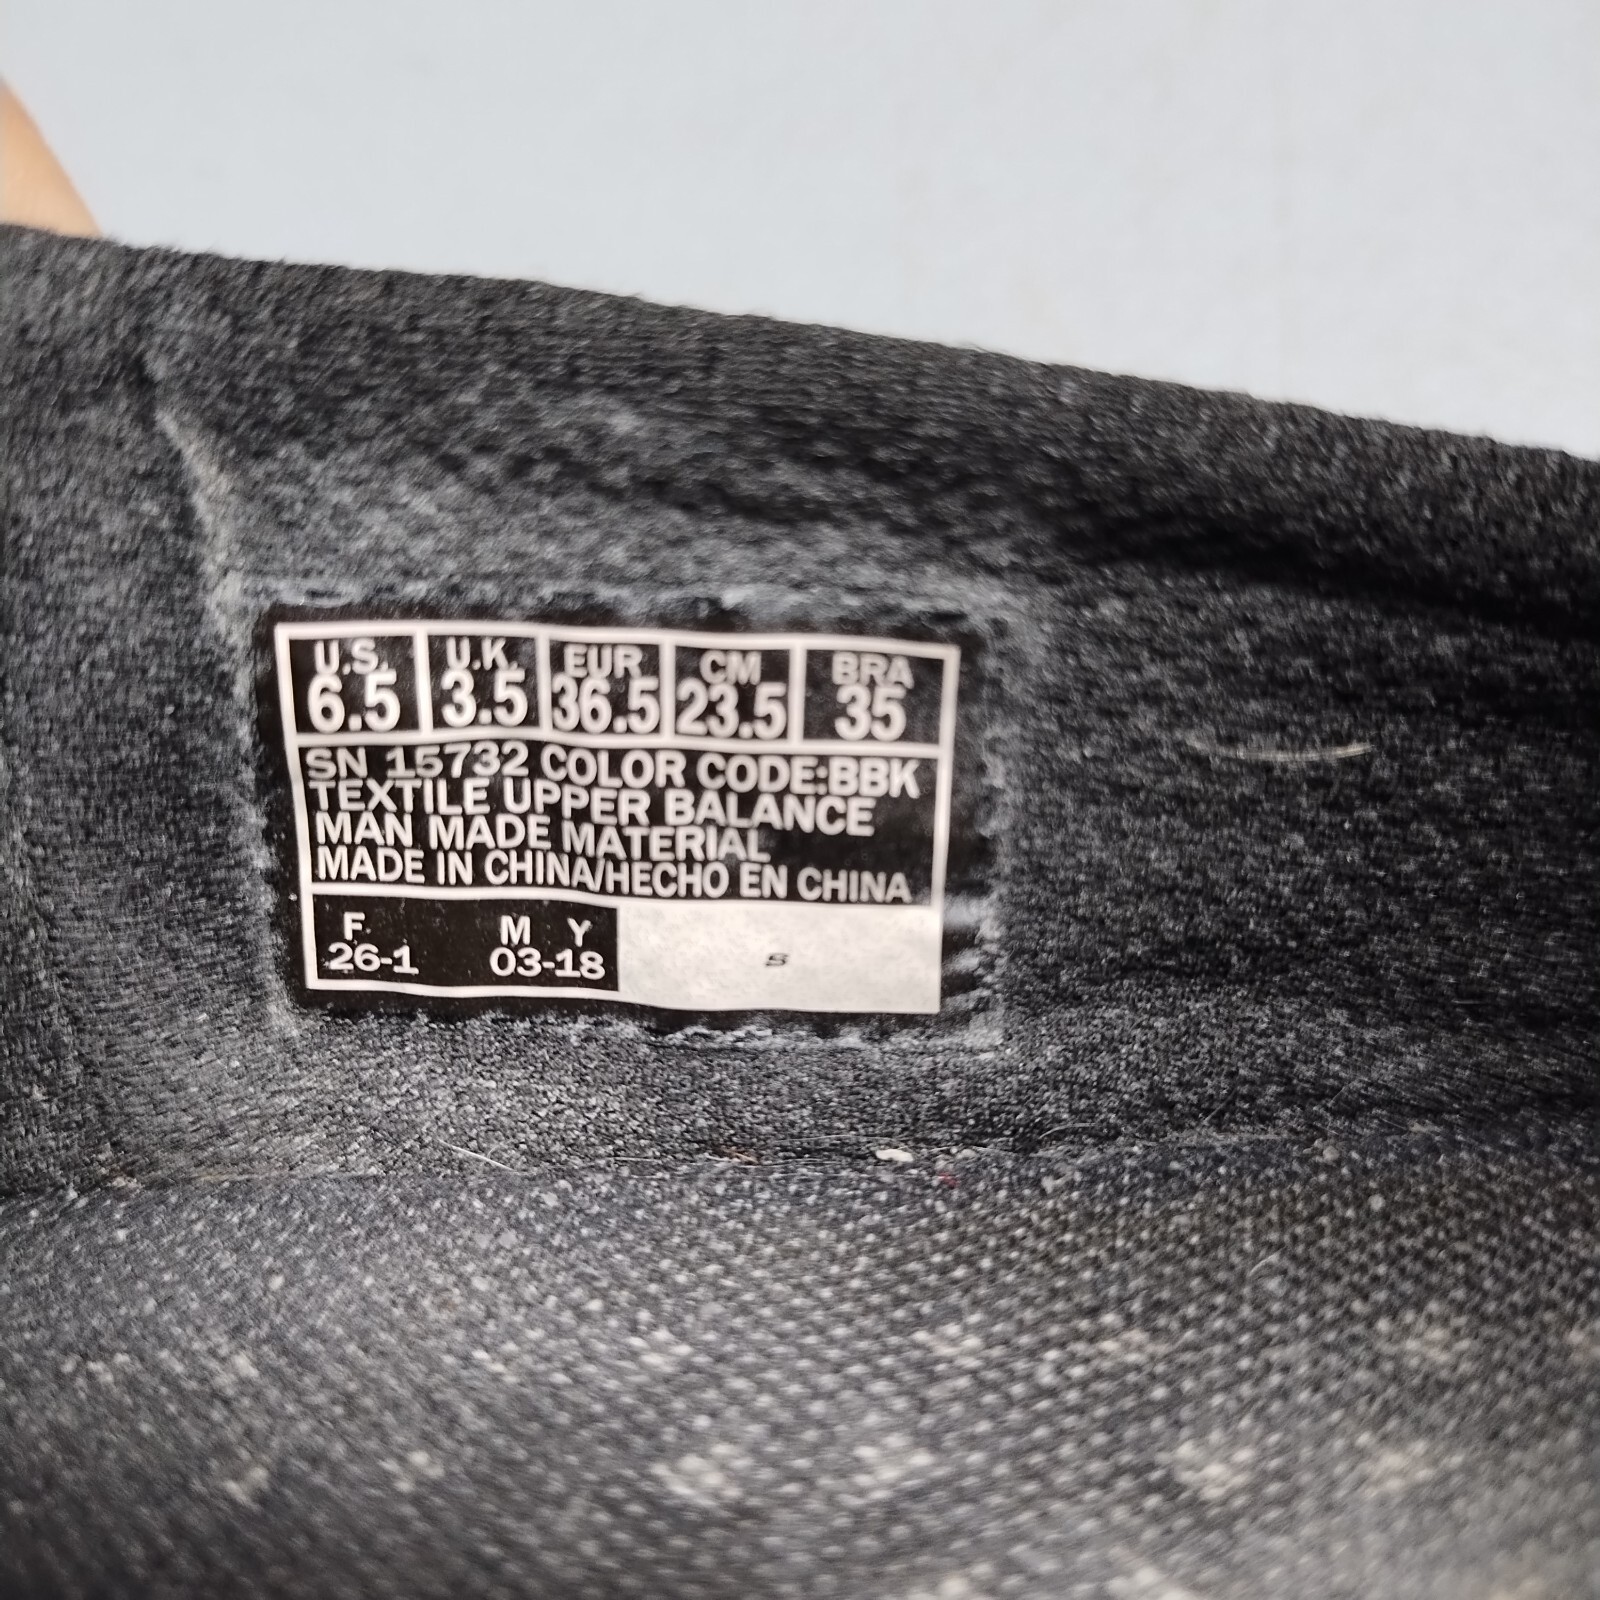 U.S. U.K. EUR CM BRA
6.5 3.5 36.5 23.5 35
SN 15732 COLOR CODE:BBK
TEXTILE UPPER BALANCE
MAN MADE MATERIAL
MADE IN CHINA/HECHO EN CHINA
F. M Y
26-1 03-18 S